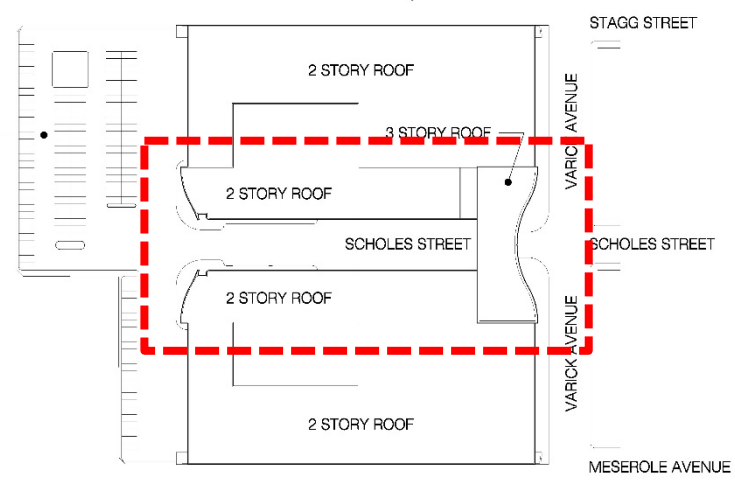 STAGG STREET
2 STORY ROOF
VARICK AVENUE
3 STORY ROOF
2 STORY ROOF
SCHOLES STREET
SCHOLES STREET
2 STORY ROOF
VARICK AVENUE
2 STORY ROOF
MESEROLE AVENUE